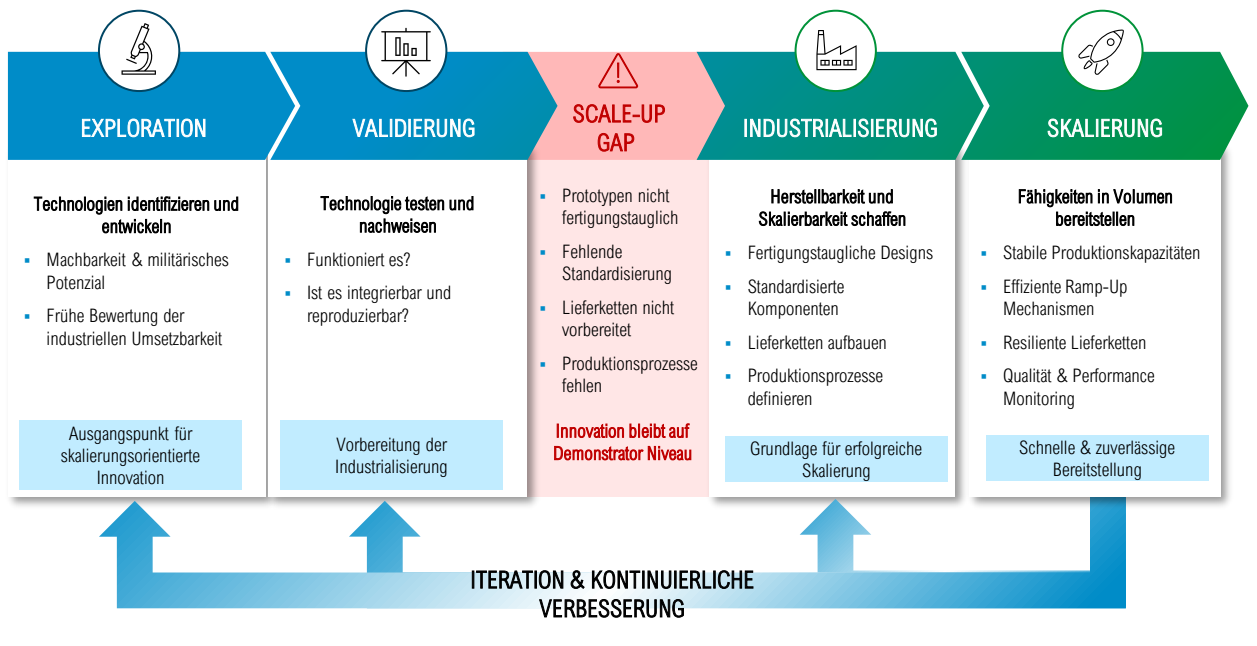 EXPLORATION
Technologien identifizieren und
entwickeln
▪ Machbarkeit & militärisches
Potenzial
▪ Frühe Bewertung der
industriellen Umsetzbarkeit
Ausgangspunkt für
skalierungsorientierte
Innovation
VALIDIERUNG
Technologie testen und
nachweisen
▪ Funktioniert es?
▪ Ist es integrierbar und
reproduzierbar?
Vorbereitung der
Industrialisierung
SCALE-UP
GAP
▪ Prototypen nicht
fertigungstauglich
▪ Fehlende
Standardisierung
▪ Lieferketten nicht
vorbereitet
▪ Produktionsprozesse
fehlen
Innovation bleibt auf
Demonstrator Niveau
INDUSTRIALISIERUNG
Herstellbarkeit und
Skalierbarkeit schaffen
▪ Fertigungstaugliche Designs
▪ Standardisierte
Komponenten
▪ Lieferketten aufbauen
▪ Produktionsprozesse
definieren
Grundlage für erfolgreiche
Skalierung
SKALIERUNG
Fähigkeiten in Volumen
bereitstellen
▪ Stabile Produktionskapazitäten
▪ Effiziente Ramp-Up
Mechanismen
▪ Resiliente Lieferketten
▪ Qualität & Performance
Monitoring
Schnelle & zuverlässige
Bereitstellung
ITERATION & KONTINUIERLICHE
VERBESSERUNG